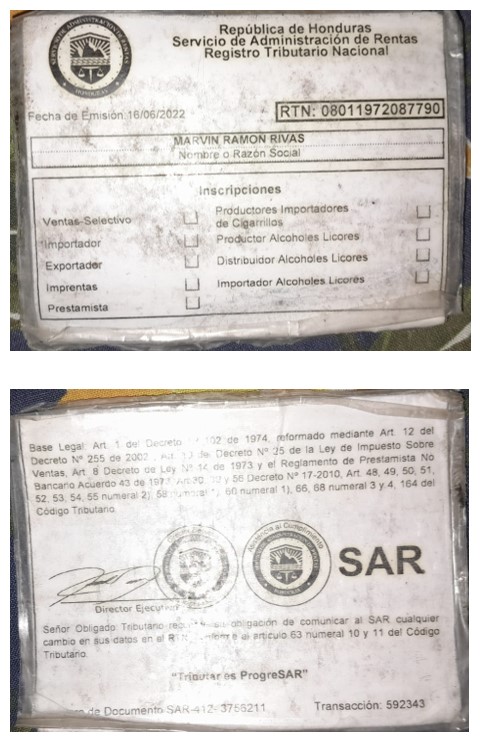 República de Honduras
Servicio de Administración de Rentas
Registro Tributario Nacional
Fecha de Emisión:16/06/2022
RTN: 08011972087790
MARVIN RAMON RIVAS
Nombre o Razón Social
Inscripciones
Ventas-Selectivo
Productores Importadores
de Cigarrillos
Importador
Productor Alcoholes Licores
Exportador
Distribuidor Alcoholes Licores
Imprentas
Importador Alcoholes Licores
Prestamista
Base Legal: Art. 1 del Decreto 102 de 1974, reformado mediante Art. 12 del
Decreto Nº 255 de 2002, Art. de Decreto Nº 25 de la Ley de Impuesto Sobre
Ventas, Art. 8 Decreto de Ley Nº 14 de 1973 y el Reglamento de Prestamista No
Bancario Acuerdo 43 de y 56 Decreto Nº 17-2010, Art. 48, 49, 50, 51,
52, 53, 54, 55 numeral 2), 60 numeral 1), 66, 68 numeral 3 y 4, 164 del
Código Tributario.
SAR
Director Ejecutivo
Señor Obligado Tributario obligación de comunicar al SAR cualquier
cambio en sus datos en el el artículo 63 numeral 10 y 11 del Código
Tributario.
"Tributar es ProgreSAR"
de Documento SAR-412- 3756211
Transacción: 592343